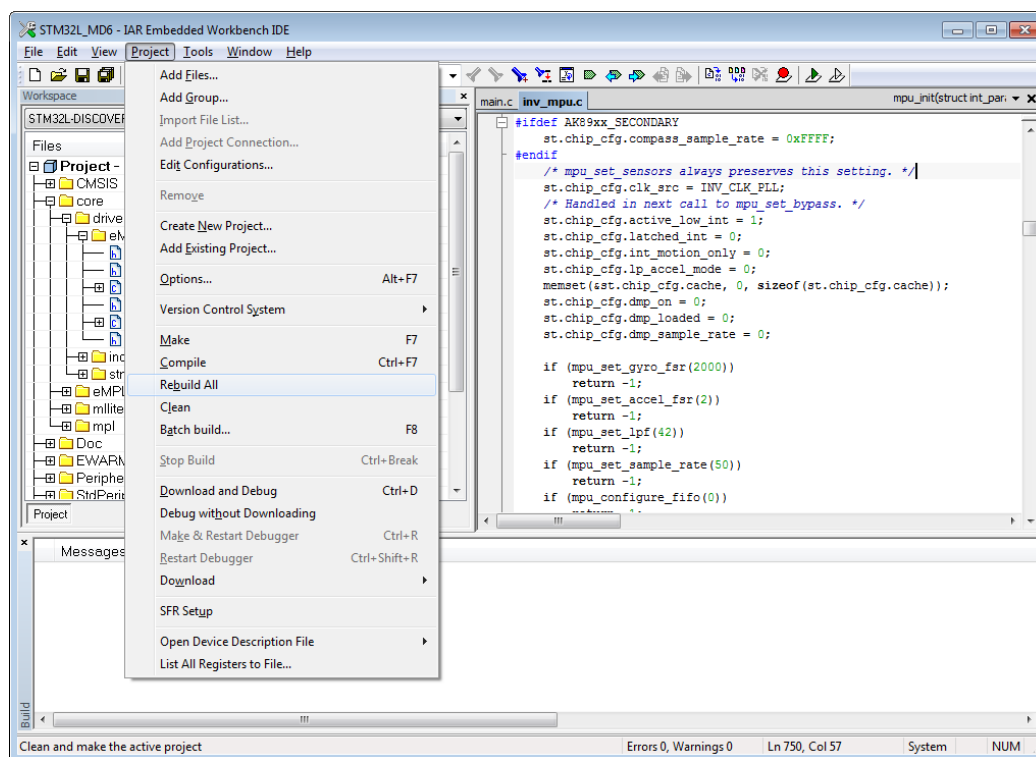 STM32L_MD6 - IAR Embedded Workbench IDE
File Edit View Project Tools Window Help
Workspace
STM32L-DISCOVE
Files
Project -
CMSIS
core
drive
eM
inc
str
eMPL
mllite
mpl
Doc
EWARM
Periphe
StdPerip
Project
Add Files...
Add Group...
Import File List...
Add Project Connection...
Edit Configurations...
Remove
Create New Project...
Add Existing Project...
Options... Alt+F7
Version Control System
Make F7
Compile Ctrl+F7
Rebuild All
Clean
Batch build... F8
Stop Build Ctrl+Break
Download and Debug Ctrl+D
Debug without Downloading
Make & Restart Debugger Ctrl+R
Restart Debugger Ctrl+Shift+R
Download
SFR Setup
Open Device Description File
List All Registers to File...
main.c inv_mpu.c mpu_init(struct int_par
#ifdef AK89xx_SECONDARY
st.chip_cfg.compass_sample_rate = 0xFFFF;
#endif
/* mpu_set_sensors always preserves this setting. */
st.chip_cfg.clk_src = INV_CLK_PLL;
/* Handled in next call to mpu_set_bypass. */
st.chip_cfg.active_low_int = 1;
st.chip_cfg.latched_int = 0;
st.chip_cfg.int_motion_only = 0;
st.chip_cfg.lp_accel_mode = 0;
memset(&st.chip_cfg.cache, 0, sizeof(st.chip_cfg.cache));
st.chip_cfg.dmp_on = 0;
st.chip_cfg.dmp_loaded = 0;
st.chip_cfg.dmp_sample_rate = 0;
if (mpu_set_gyro_fsr(2000))
return -1;
if (mpu_set_accel_fsr(2))
return -1;
if (mpu_set_lpf(42))
return -1;
if (mpu_set_sample_rate(50))
return -1;
if (mpu_configure_fifo(0))
Messages
Build
Clean and make the active project Errors 0, Warnings 0 Ln 750, Col 57 System NUM